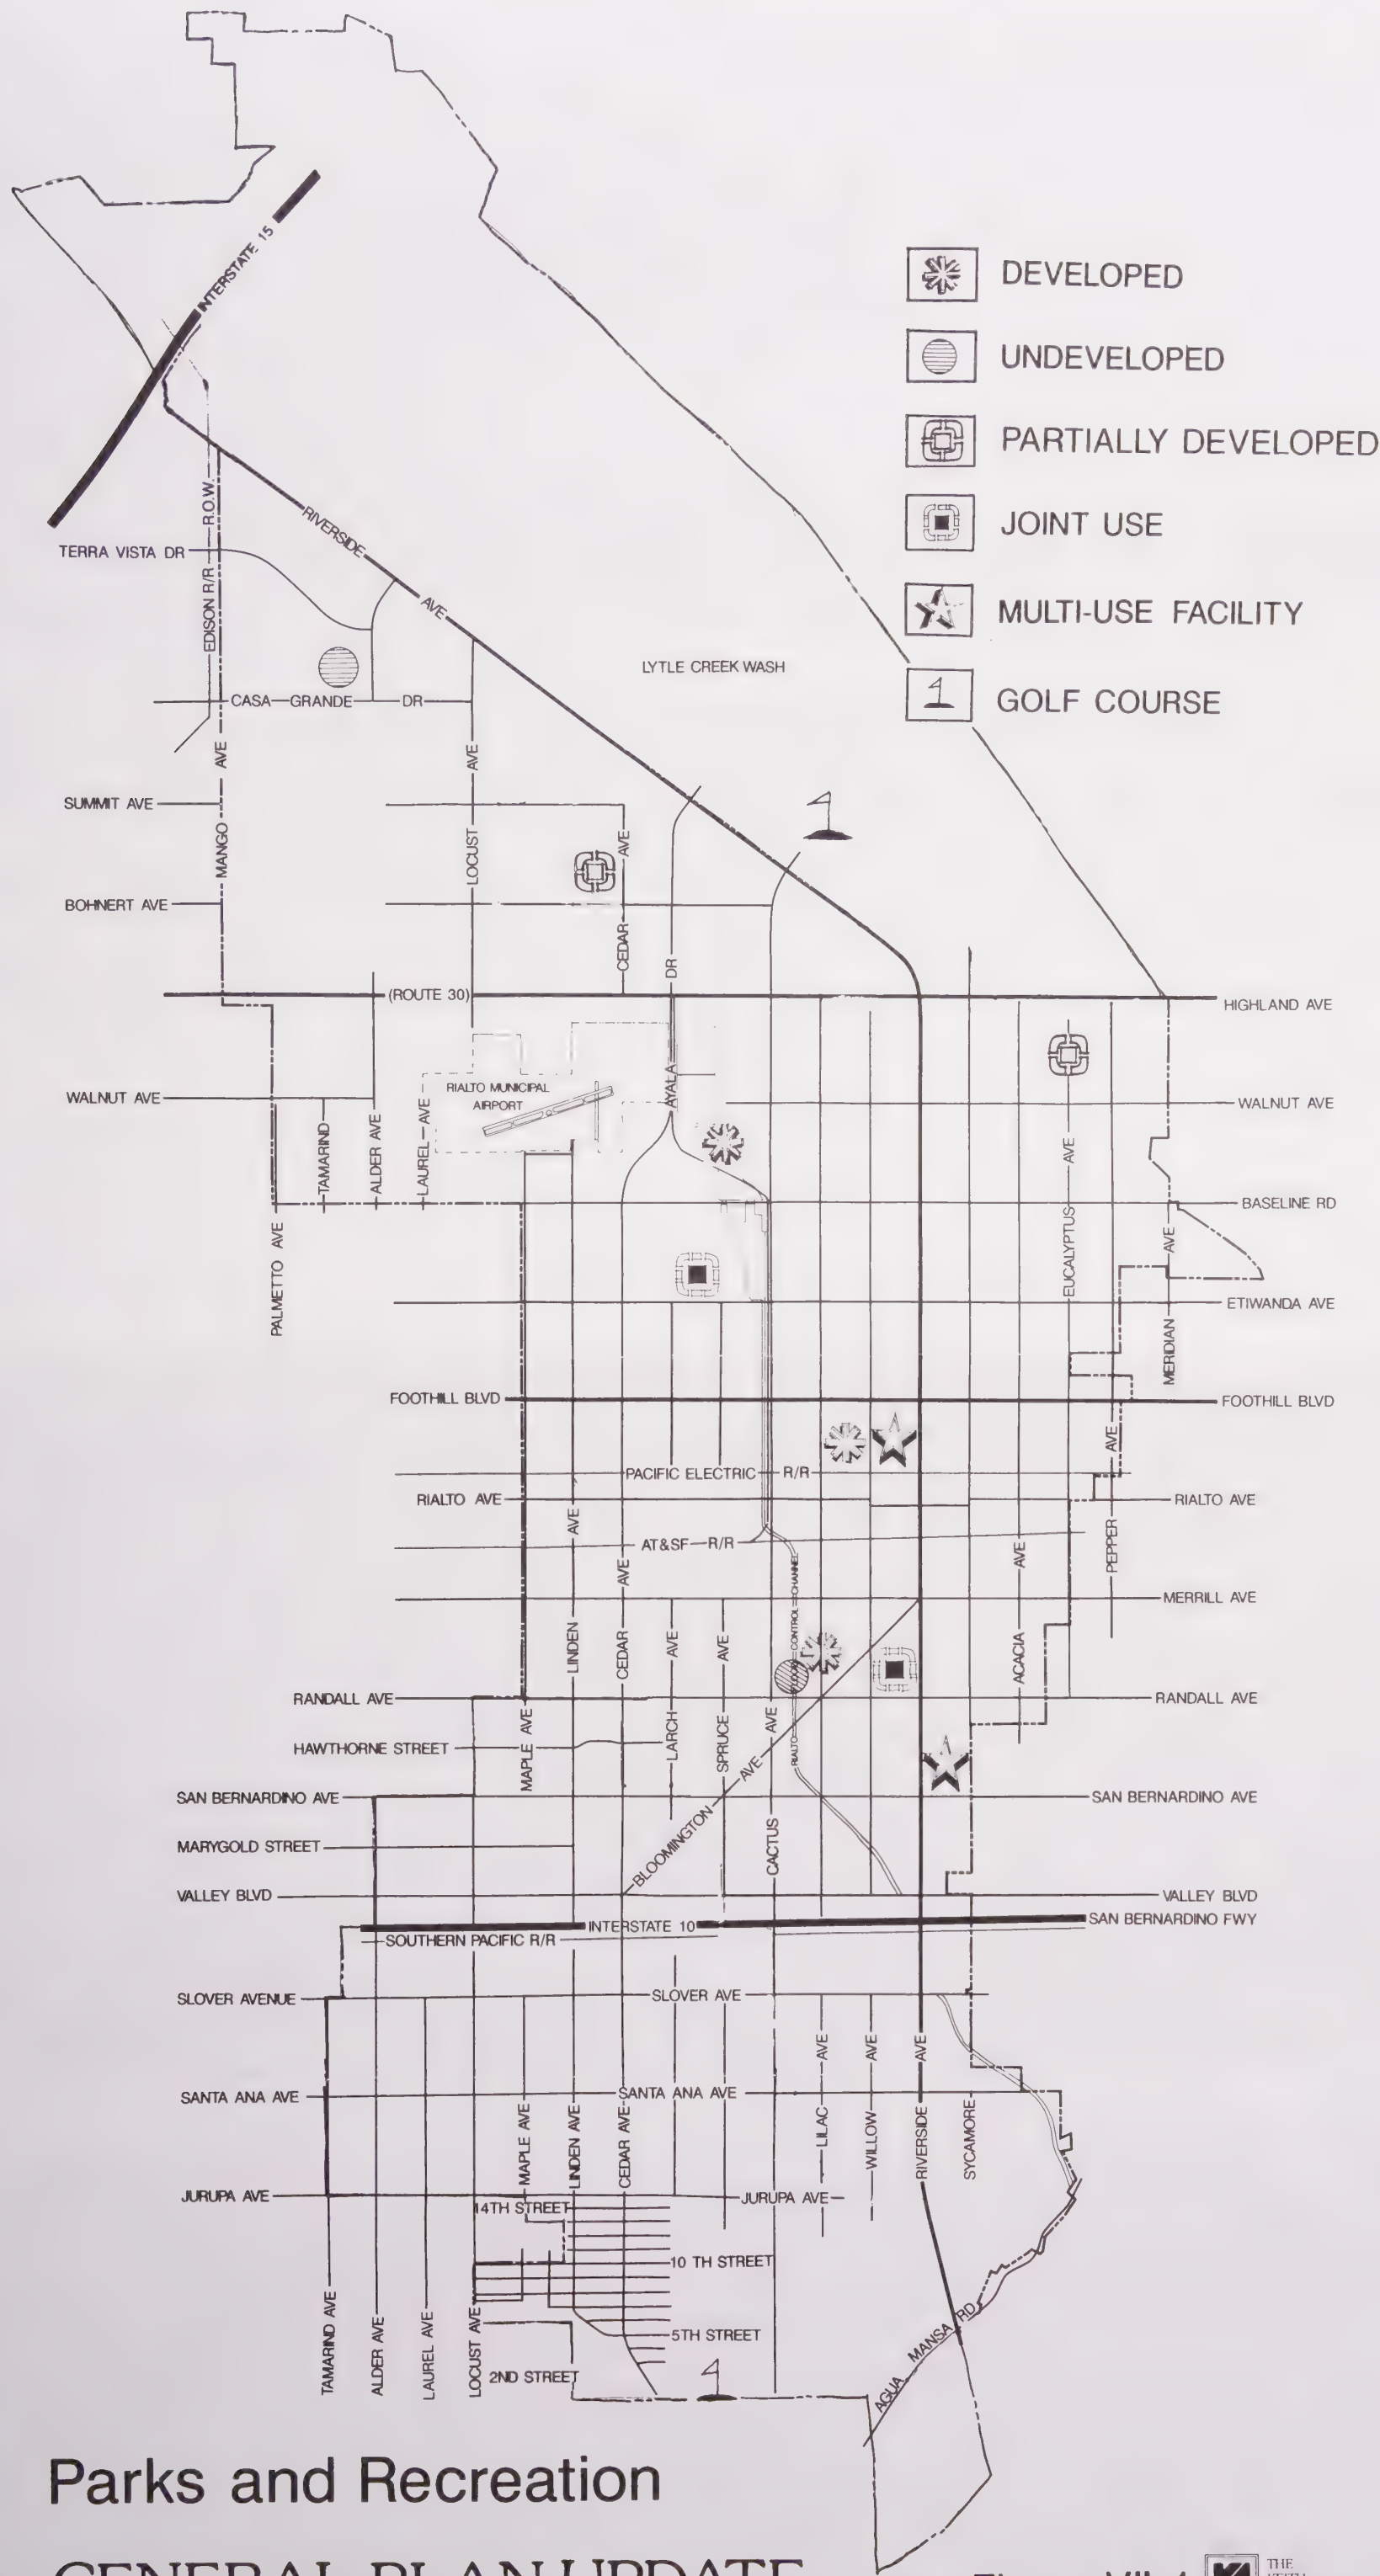 INTERSTATE 15
DEVELOPED
UNDEVELOPED
PARTIALLY DEVELOPED
JOINT USE
MULTI-USE FACILITY
GOLF COURSE
RIVERSIDE AVE
TERRA VISTA DR
EDISON R/R R.O.W.
LYTLE CREEK WASH
CASA GRANDE DR
MANGO AVE
LOCUST AVE
SUMMIT AVE
CEDAR AVE
BOHNERT AVE
AYALA DR
(ROUTE 30)
HIGHLAND AVE
RIALTO MUNICIPAL
AIRPORT
WALNUT AVE
WALNUT AVE
TAMARIND
ALDER AVE
LAUREL AVE
PALMETTO AVE
BASELINE RD
EUCALYPTUS AVE
MERIDIAN AVE
ETIWANDA AVE
FOOTHILL BLVD
FOOTHILL BLVD
PACIFIC ELECTRIC R/R
RIALTO AVE
RIALTO AVE
PEPPER AVE
AT&SF R/R
LINDEN AVE
CEDAR AVE
ACACIA AVE
MERRILL AVE
LARCH AVE
SPRUCE AVE
RIALTO FLOOD CONTROL CHANNEL
RANDALL AVE
RANDALL AVE
MAPLE AVE
HAWTHORNE STREET
BLOOMINGTON AVE
CACTUS AVE
SAN BERNARDINO AVE
SAN BERNARDINO AVE
MARYGOLD STREET
VALLEY BLVD
VALLEY BLVD
INTERSTATE 10
SAN BERNARDINO FWY
SOUTHERN PACIFIC R/R
SLOVER AVENUE
SLOVER AVE
SANTA ANA AVE
SANTA ANA AVE
MAPLE AVE
LINDEN AVE
CEDAR AVE
LILAC AVE
WILLOW AVE
RIVERSIDE AVE
SYCAMORE
JURUPA AVE
JURUPA AVE
14TH STREET
10 TH STREET
5TH STREET
2ND STREET
TAMARIND AVE
ALDER AVE
LAUREL AVE
LOCUST AVE
AGUA MANSA RD
Parks and Recreation
GENERAL PLAN UPDATE
THE